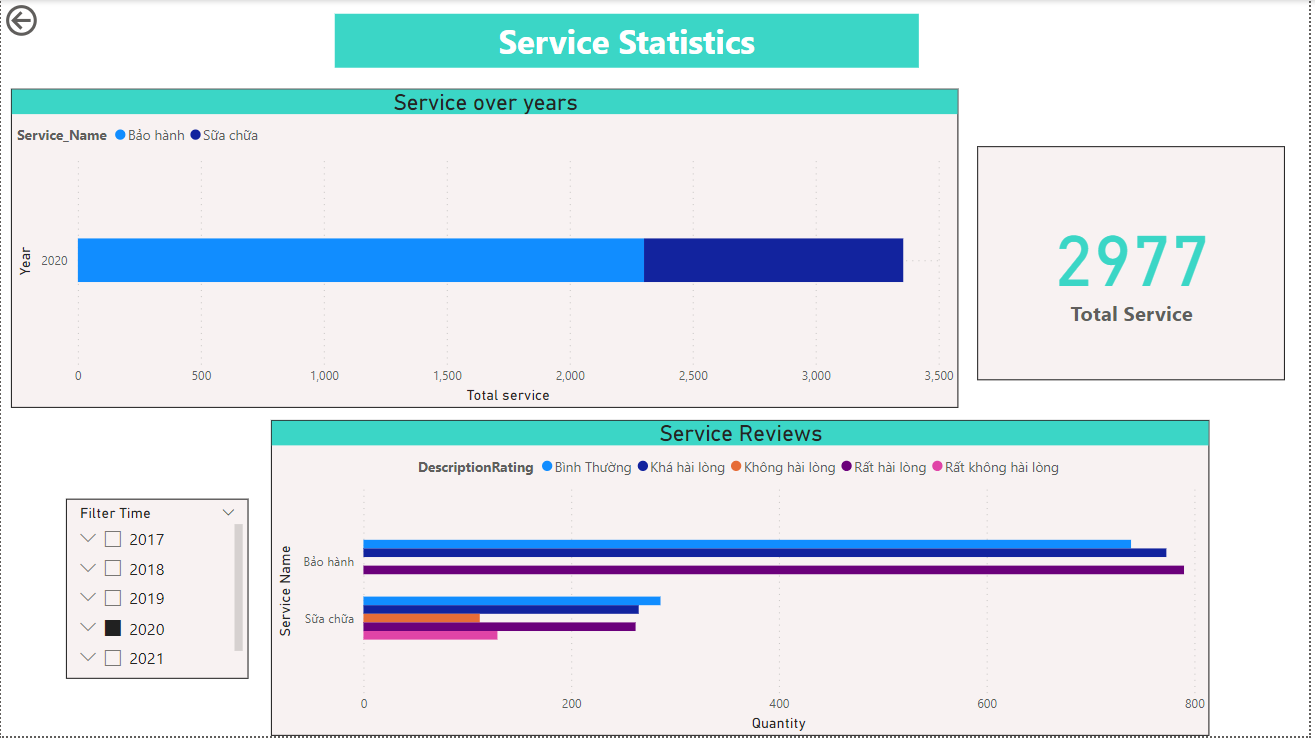 Service Statistics
Service over years
Service_Name Bảo hành Sữa chữa
Year
2020
0 500 1,000 1,500 2,000 2,500 3,000 3,500
Total service
2977
Total Service
Service Reviews
DescriptionRating Bình Thường Khá hài lòng Không hài lòng Rất hài lòng Rất không hài lòng
Service Name
Bảo hành
Sữa chữa
0 200 400 600 800
Quantity
Filter Time
2017
2018
2019
2020
2021